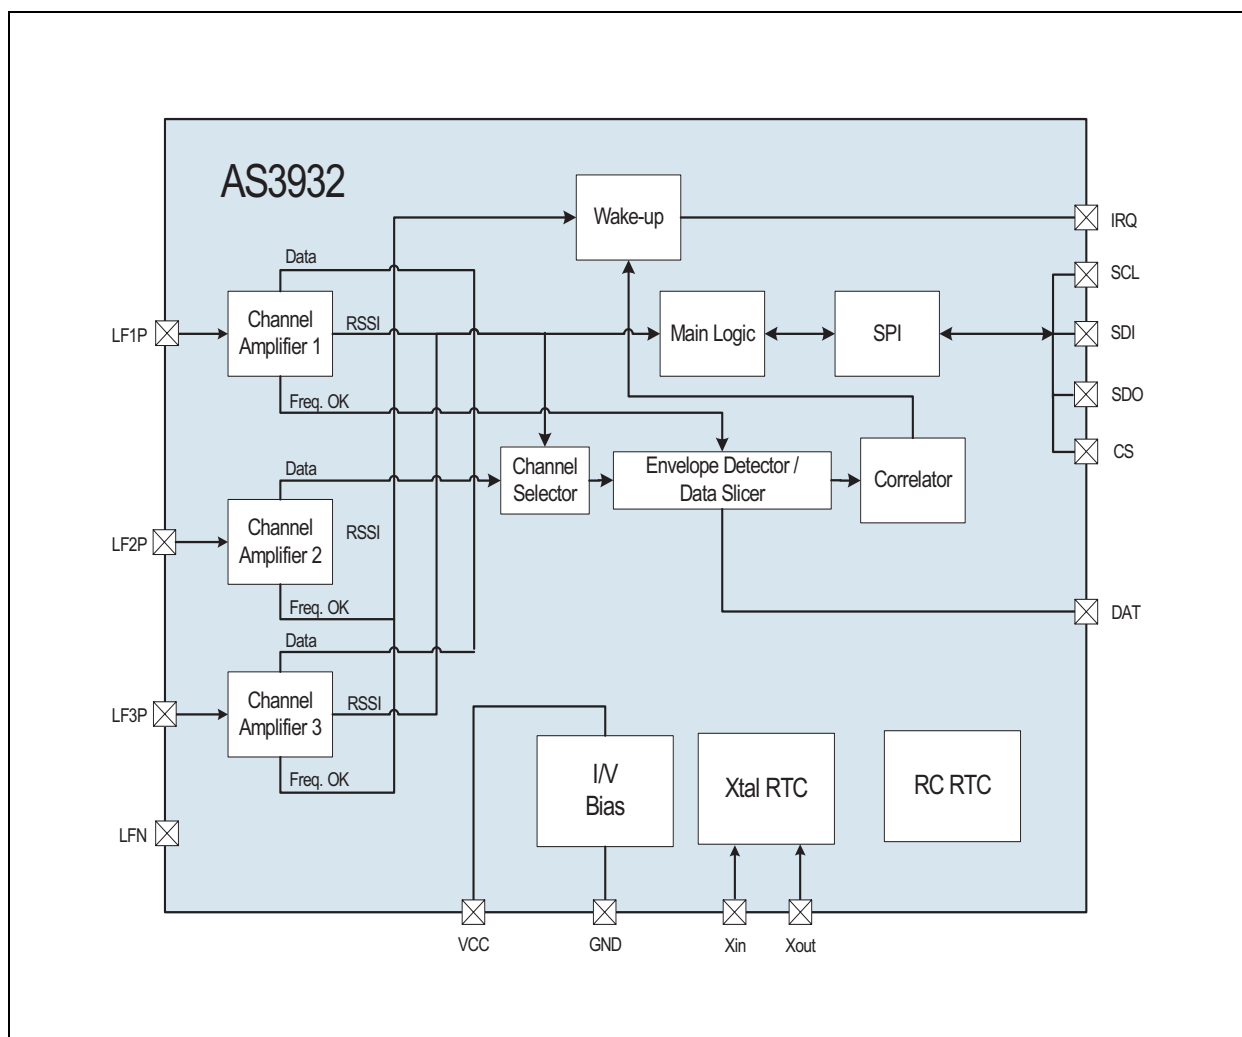 AS3932
Wake-up
IRQ
Data
SCL
LF1P
Channel
Amplifier 1
RSSI
Main Logic
SPI
SDI
Freq. OK
SDO
Data
Channel
Selector
Envelope Detector /
Data Slicer
Correlator
CS
LF2P
Channel
Amplifier 2
RSSI
Freq. OK
DAT
Data
LF3P
Channel
Amplifier 3
RSSI
Freq. OK
I/V
Bias
Xtal RTC
RC RTC
LFN
VCC
GND
Xin
Xout